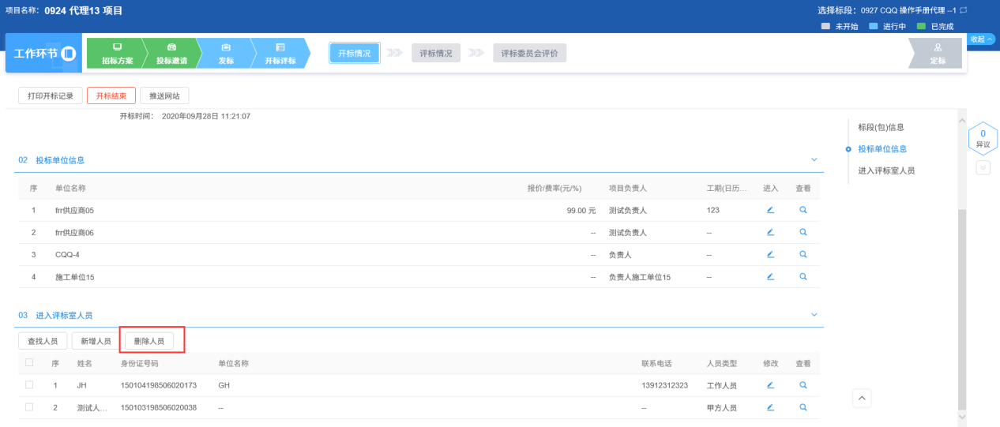 项目名称: 0924 代理13 项目
选择标段: 0927 CQQ 操作手册代理 --1
未开始 进行中 已完成
收起
工作环节
招标方案 投标邀请 发标 开标评标 开标情况 评标情况 评标委员会评价 定标
打印开标记录 开标结束 推送网站
开标时间: 2020年09月28日 11:21:07
标段(包)信息
投标单位信息
进入评标室人员
0
异议
02 投标单位信息
序 单位名称 报价/费率(元/%) 项目负责人 工期(日历... 进入 查看
1 frr供应商05 99.00 元 测试负责人 123
2 frr供应商06 -- 测试负责人 --
3 CQQ-4 -- 负责人 --
4 施工单位15 -- 负责人施工单位15 --
03 进入评标室人员
查找人员 新增人员 删除人员
序 姓名 身份证号码 单位名称 联系电话 人员类型 修改 查看
1 JH 150104198506020173 GH 13912312323 工作人员
2 测试人... 150103198506020038 -- -- 甲方人员